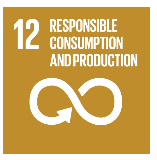 12 RESPONSIBLE
CONSUMPTION
AND PRODUCTION